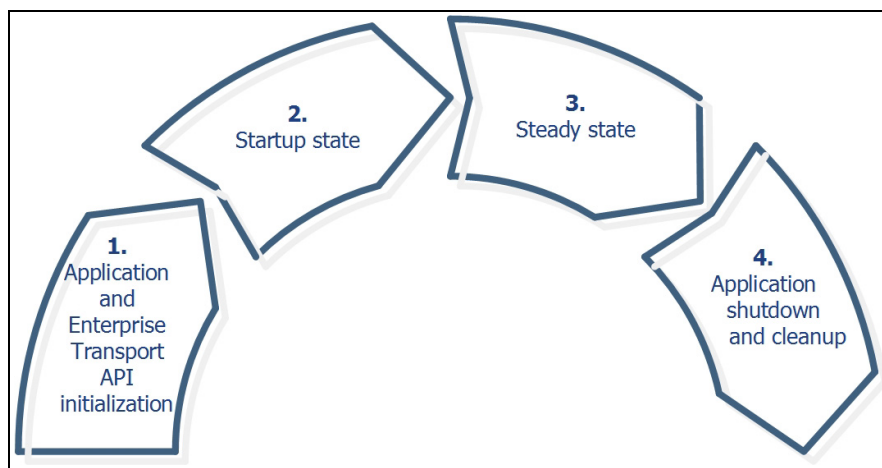 1.
Application
and
Enterprise
Transport
API
initialization
2.
Startup state
3.
Steady state
4.
Application
shutdown
and cleanup